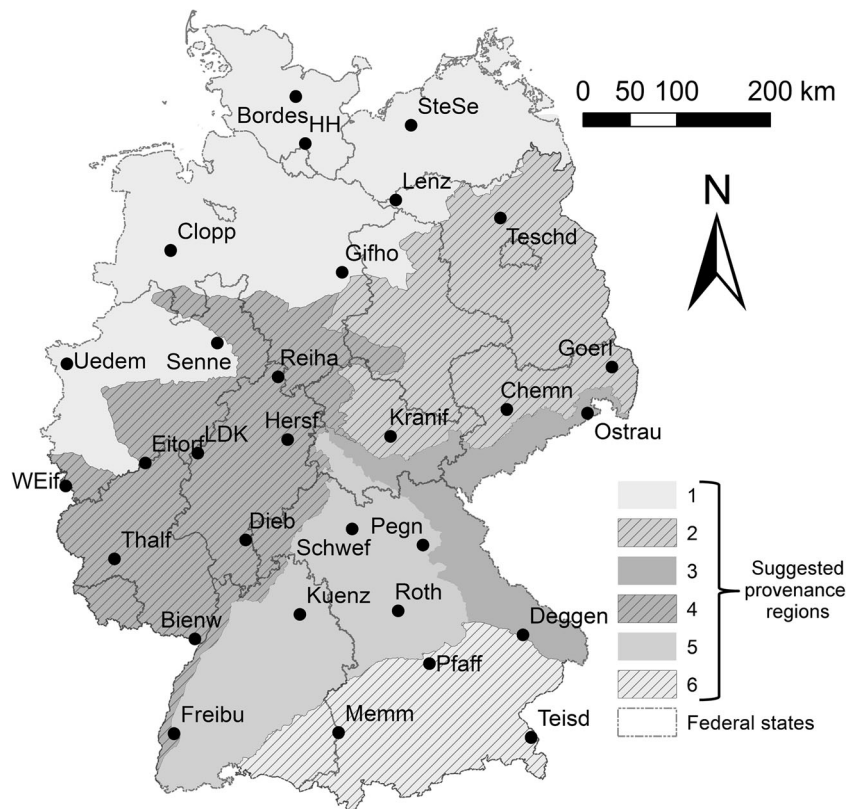 0 50 100 200 km
SteSe
Bordes
HH
Lenz
N
Clopp
Teschd
Gifho
Uedem
Senne
Goerl
Reiha
Chemn
Hersf
Kranif
Ostrau
LDK
Eitorf
WEif
1
Dieb
Pegn
2
Thalf
Schwef
3
Suggested
provenance
regions
4
Kuenz
Roth
Bienw
Deggen
5
Pfaff
6
Freibu
Memm
Teisd
Federal states